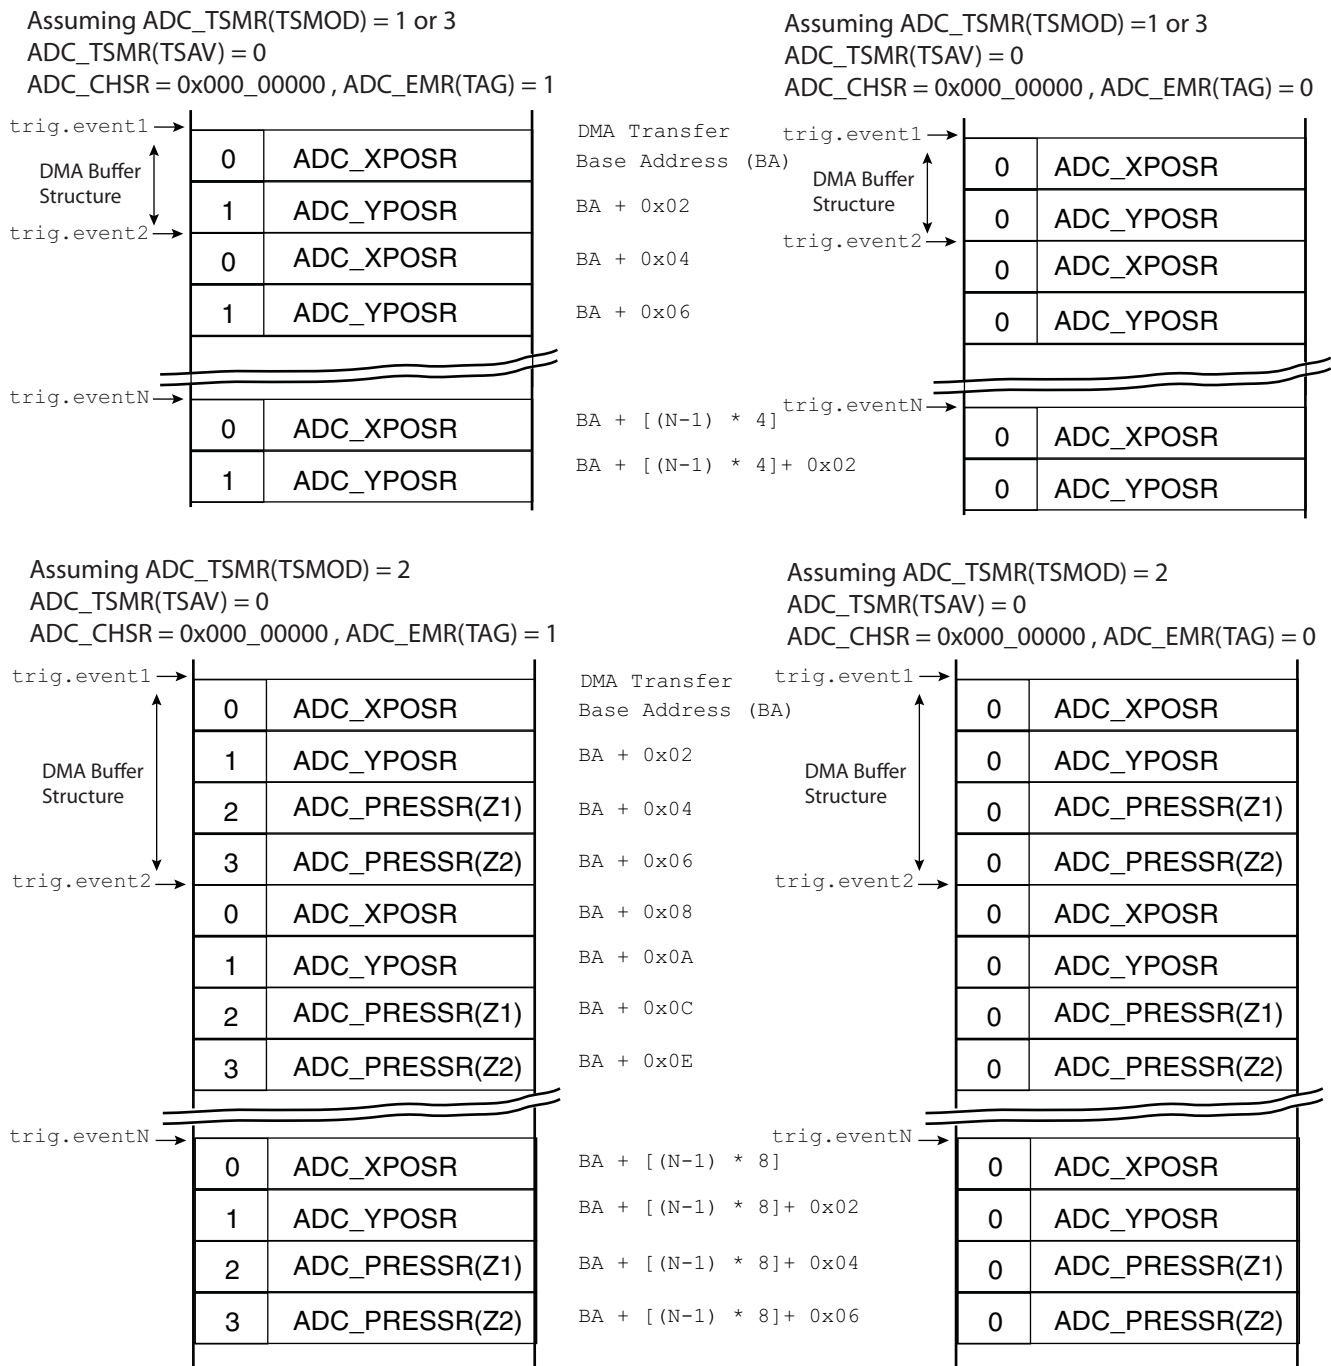 Assuming ADC_TSMR(TSMOD) = 1 or 3
ADC_TSMR(TSAV) = 0
ADC_CHSR = 0x000_00000 , ADC_EMR(TAG) = 1
trig.event1
DMA Buffer
Structure
trig.event2
trig.eventN
0 ADC_XPOSR
1 ADC_YPOSR
0 ADC_XPOSR
1 ADC_YPOSR
0 ADC_XPOSR
1 ADC_YPOSR
DMA Transfer
Base Address (BA)
BA + 0x02
BA + 0x04
BA + 0x06
BA + [(N-1) * 4]
BA + [(N-1) * 4]+ 0x02
Assuming ADC_TSMR(TSMOD) =1 or 3
ADC_TSMR(TSAV) = 0
ADC_CHSR = 0x000_00000 , ADC_EMR(TAG) = 0
trig.event1
DMA Buffer
Structure
trig.event2
trig.eventN
0 ADC_XPOSR
0 ADC_YPOSR
0 ADC_XPOSR
0 ADC_YPOSR
0 ADC_XPOSR
0 ADC_YPOSR
Assuming ADC_TSMR(TSMOD) = 2
ADC_TSMR(TSAV) = 0
ADC_CHSR = 0x000_00000 , ADC_EMR(TAG) = 1
trig.event1
DMA Buffer
Structure
trig.event2
trig.eventN
0 ADC_XPOSR
1 ADC_YPOSR
2 ADC_PRESSR(Z1)
3 ADC_PRESSR(Z2)
0 ADC_XPOSR
1 ADC_YPOSR
2 ADC_PRESSR(Z1)
3 ADC_PRESSR(Z2)
0 ADC_XPOSR
1 ADC_YPOSR
2 ADC_PRESSR(Z1)
3 ADC_PRESSR(Z2)
DMA Transfer
Base Address (BA)
BA + 0x02
BA + 0x04
BA + 0x06
BA + 0x08
BA + 0x0A
BA + 0x0C
BA + 0x0E
BA + [(N-1) * 8]
BA + [(N-1) * 8]+ 0x02
BA + [(N-1) * 8]+ 0x04
BA + [(N-1) * 8]+ 0x06
Assuming ADC_TSMR(TSMOD) = 2
ADC_TSMR(TSAV) = 0
ADC_CHSR = 0x000_00000 , ADC_EMR(TAG) = 0
trig.event1
DMA Buffer
Structure
trig.event2
trig.eventN
0 ADC_XPOSR
0 ADC_YPOSR
0 ADC_PRESSR(Z1)
0 ADC_PRESSR(Z2)
0 ADC_XPOSR
0 ADC_YPOSR
0 ADC_PRESSR(Z1)
0 ADC_PRESSR(Z2)
0 ADC_XPOSR
0 ADC_YPOSR
0 ADC_PRESSR(Z1)
0 ADC_PRESSR(Z2)